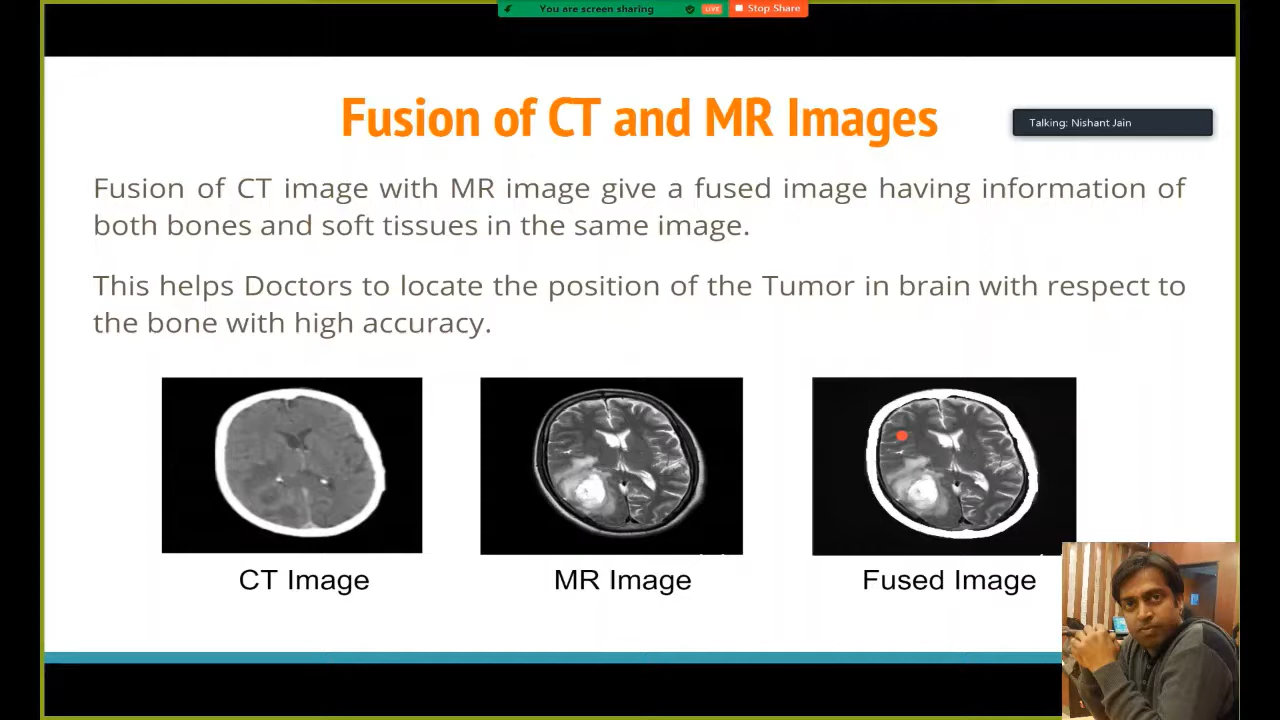 You are screen sharing
LIVE
Stop Share
Fusion of CT and MR Images
Talking: Nishant Jain
Fusion of CT image with MR image give a fused image having information of
both bones and soft tissues in the same image.
This helps Doctors to locate the position of the Tumor in brain with respect to
the bone with high accuracy.
CT Image
MR Image
Fused Image